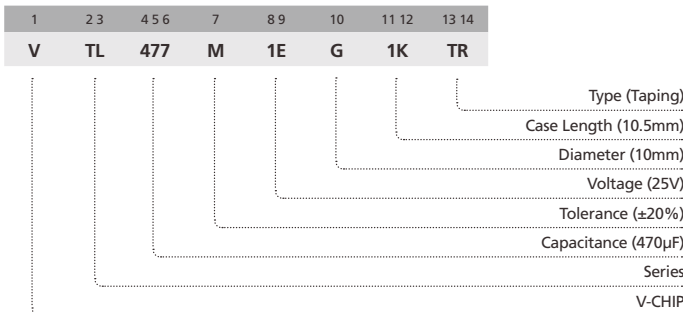 1 2 3 4 5 6 7 8 9 10 11 12 13 14
V TL 477 M 1E G 1K TR
Type (Taping)
Case Length (10.5mm)
Diameter (10mm)
Voltage (25V)
Tolerance (±20%)
Capacitance (470µF)
Series
V-CHIP